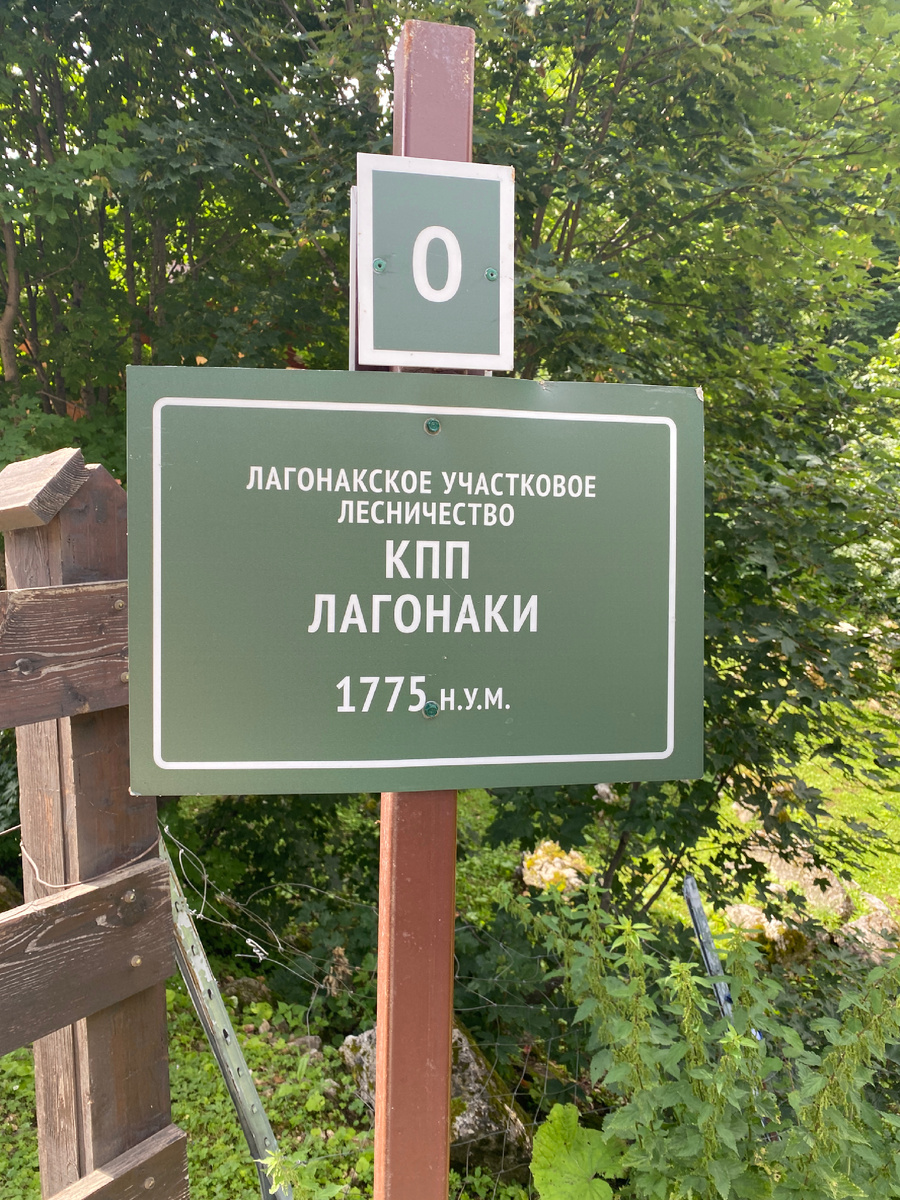 0
ЛАГОНАКСКОЕ УЧАСТКОВОЕ
ЛЕСНИЧЕСТВО
КПП
ЛАГОНАКИ
1775 Н.У.М.